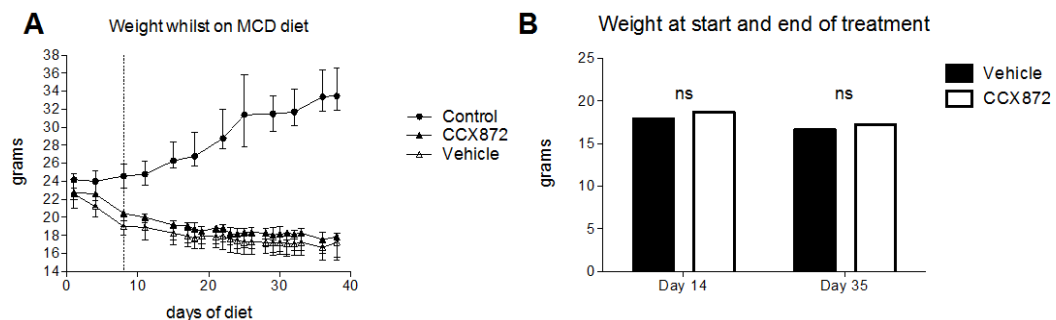 A
Weight whilst on MCD diet
38
36
34
32
30
28
26
24
22
20
18
16
14
grams
0
10
20
30
40
days of diet
Control
CCX872
Vehicle
B
Weight at start and end of treatment
25
20
15
10
5
0
grams
ns
ns
Day 14
Day 35
Vehicle
CCX872